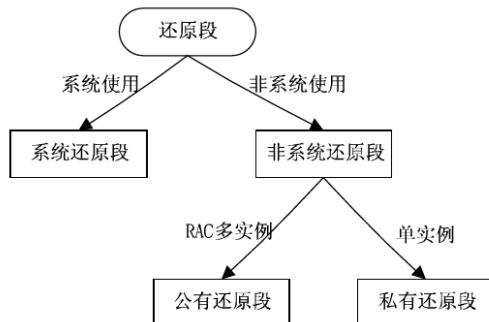 还原段
系统使用
非系统使用
系统还原段
非系统还原段
RAC多实例
单实例
公有还原段
私有还原段